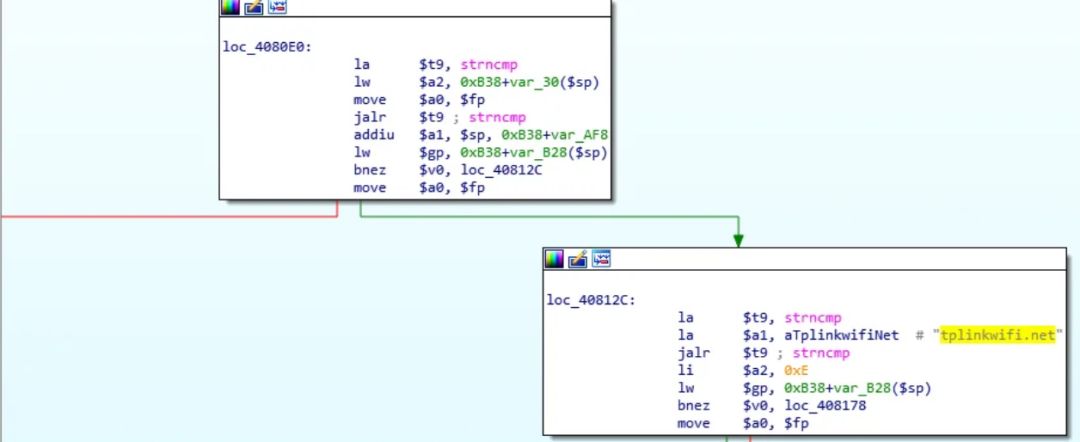 loc_4080E0:
la $t9, strncmp
lw $a2, 0xB38+var_30($sp)
move $a0, $fp
jalr $t9 ; strncmp
addiu $a1, $sp, 0xB38+var_AF8
lw $gp, 0xB38+var_B28($sp)
bnez $v0, loc_40812C
move $a0, $fp
loc_40812C:
la $t9, strncmp
la $a1, aTplinkwifiNet # "tplinkwifi.net"
jalr $t9 ; strncmp
li $a2, 0xE
lw $gp, 0xB38+var_B28($sp)
bnez $v0, loc_408178
move $a0, $fp